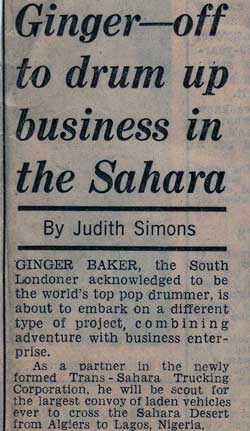 Ginger—off
to drum up
business in
the Sahara
By Judith Simons
GINGER BAKER, the South
Londoner acknowledged to be
the world's top pop drummer, is
about to embark on a different
type of project, combining
adventure with business enter-
prise.
As a partner in the newly
formed Trans-Sahara Trucking
Corporation, he will be scout for
the largest convoy of laden vehicles
ever to cross the Sahara Desert
from Algiers to Lagos, Nigeria,